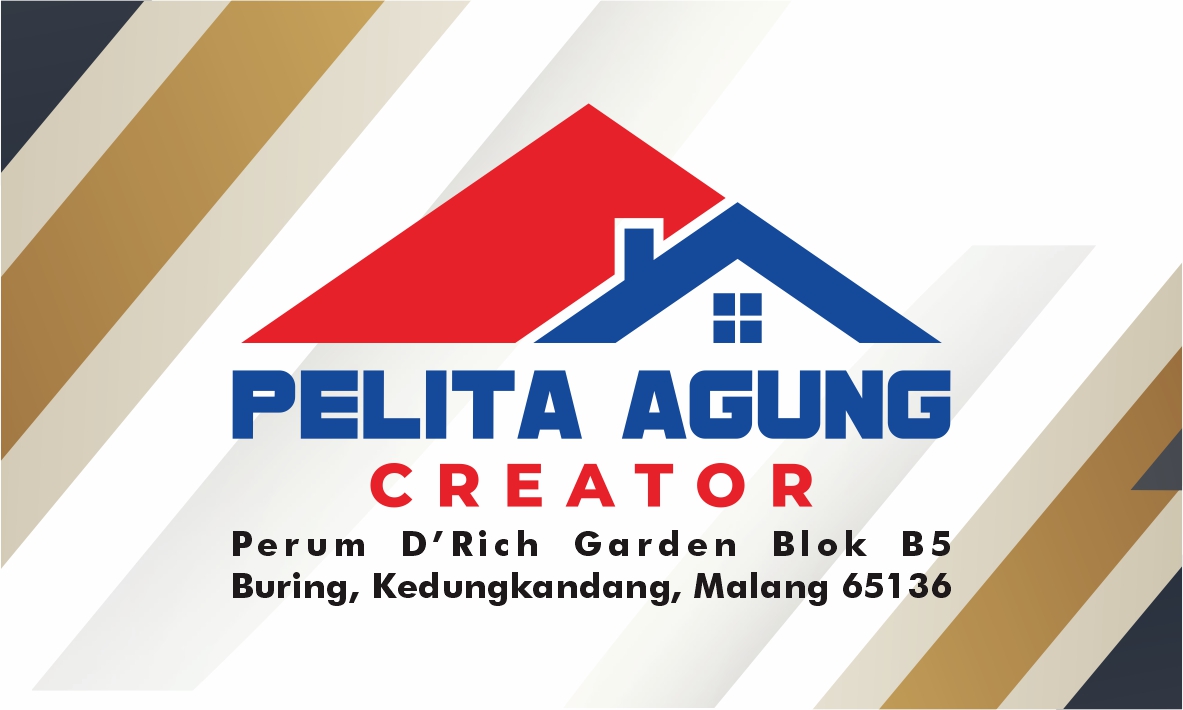 PELITA AGUNG
CREATOR
Perum D’Rich Garden Blok B5
Buring, Kedungkandang, Malang 65136